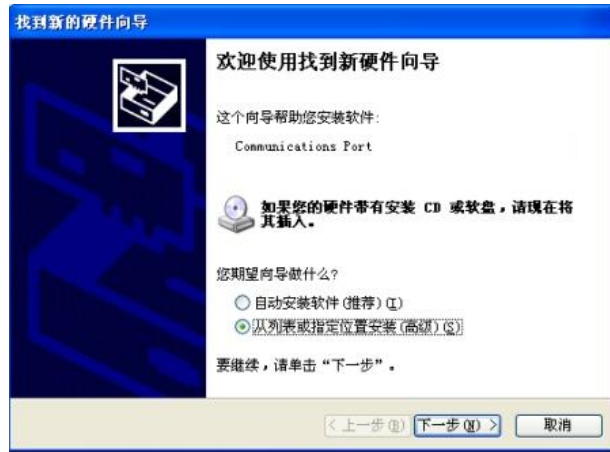 找到新的硬件向导
欢迎使用找到新硬件向导
这个向导帮助您安装软件:
Communications Port
如果您的硬件带有安装 CD 或软盘，请现在将
其插入。
您期望向导做什么?
自动安装软件(推荐)(I)
从列表或指定位置安装(高级)(S)
要继续，请单击“下一步”。
< 上一步(B)
下一步(N) >
取消